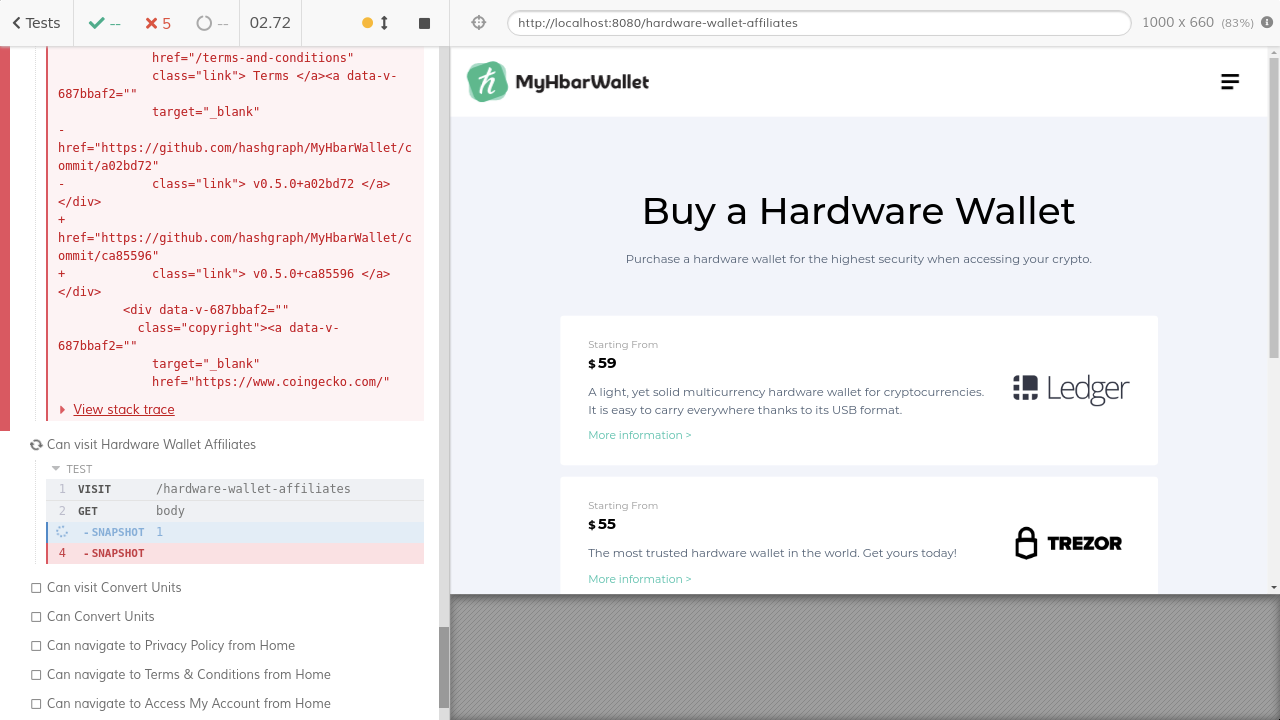 Tests
--
5
--
02.72
http://localhost:8080/hardware-wallet-affiliates
1000 x 660 (83%)
href="/terms-and-conditions"
class="link"> Terms </a><a data-v-
687bbaf2=""
target="_blank"
-
href="https://github.com/hashgraph/MyHbarWallet/c
ommit/a02bd72"
- class="link"> v0.5.0+a02bd72 </a>
</div>
+
href="https://github.com/hashgraph/MyHbarWallet/c
ommit/ca85596"
+ class="link"> v0.5.0+ca85596 </a>
</div>
<div data-v-687bbaf2=""
class="copyright"><a data-v-
687bbaf2=""
target="_blank"
href="https://www.coingecko.com/"
View stack trace
Can visit Hardware Wallet Affiliates
TEST
1 VISIT /hardware-wallet-affiliates
2 GET body
- SNAPSHOT 1
4 - SNAPSHOT
Can visit Convert Units
Can Convert Units
Can navigate to Privacy Policy from Home
Can navigate to Terms & Conditions from Home
Can navigate to Access My Account from Home
MyHbarWallet
Buy a Hardware Wallet
Purchase a hardware wallet for the highest security when accessing your crypto.
Starting From
$59
A light, yet solid multicurrency hardware wallet for cryptocurrencies.
It is easy to carry everywhere thanks to its USB format.
More information >
Ledger
Starting From
$55
The most trusted hardware wallet in the world. Get yours today!
More information >
TREZOR